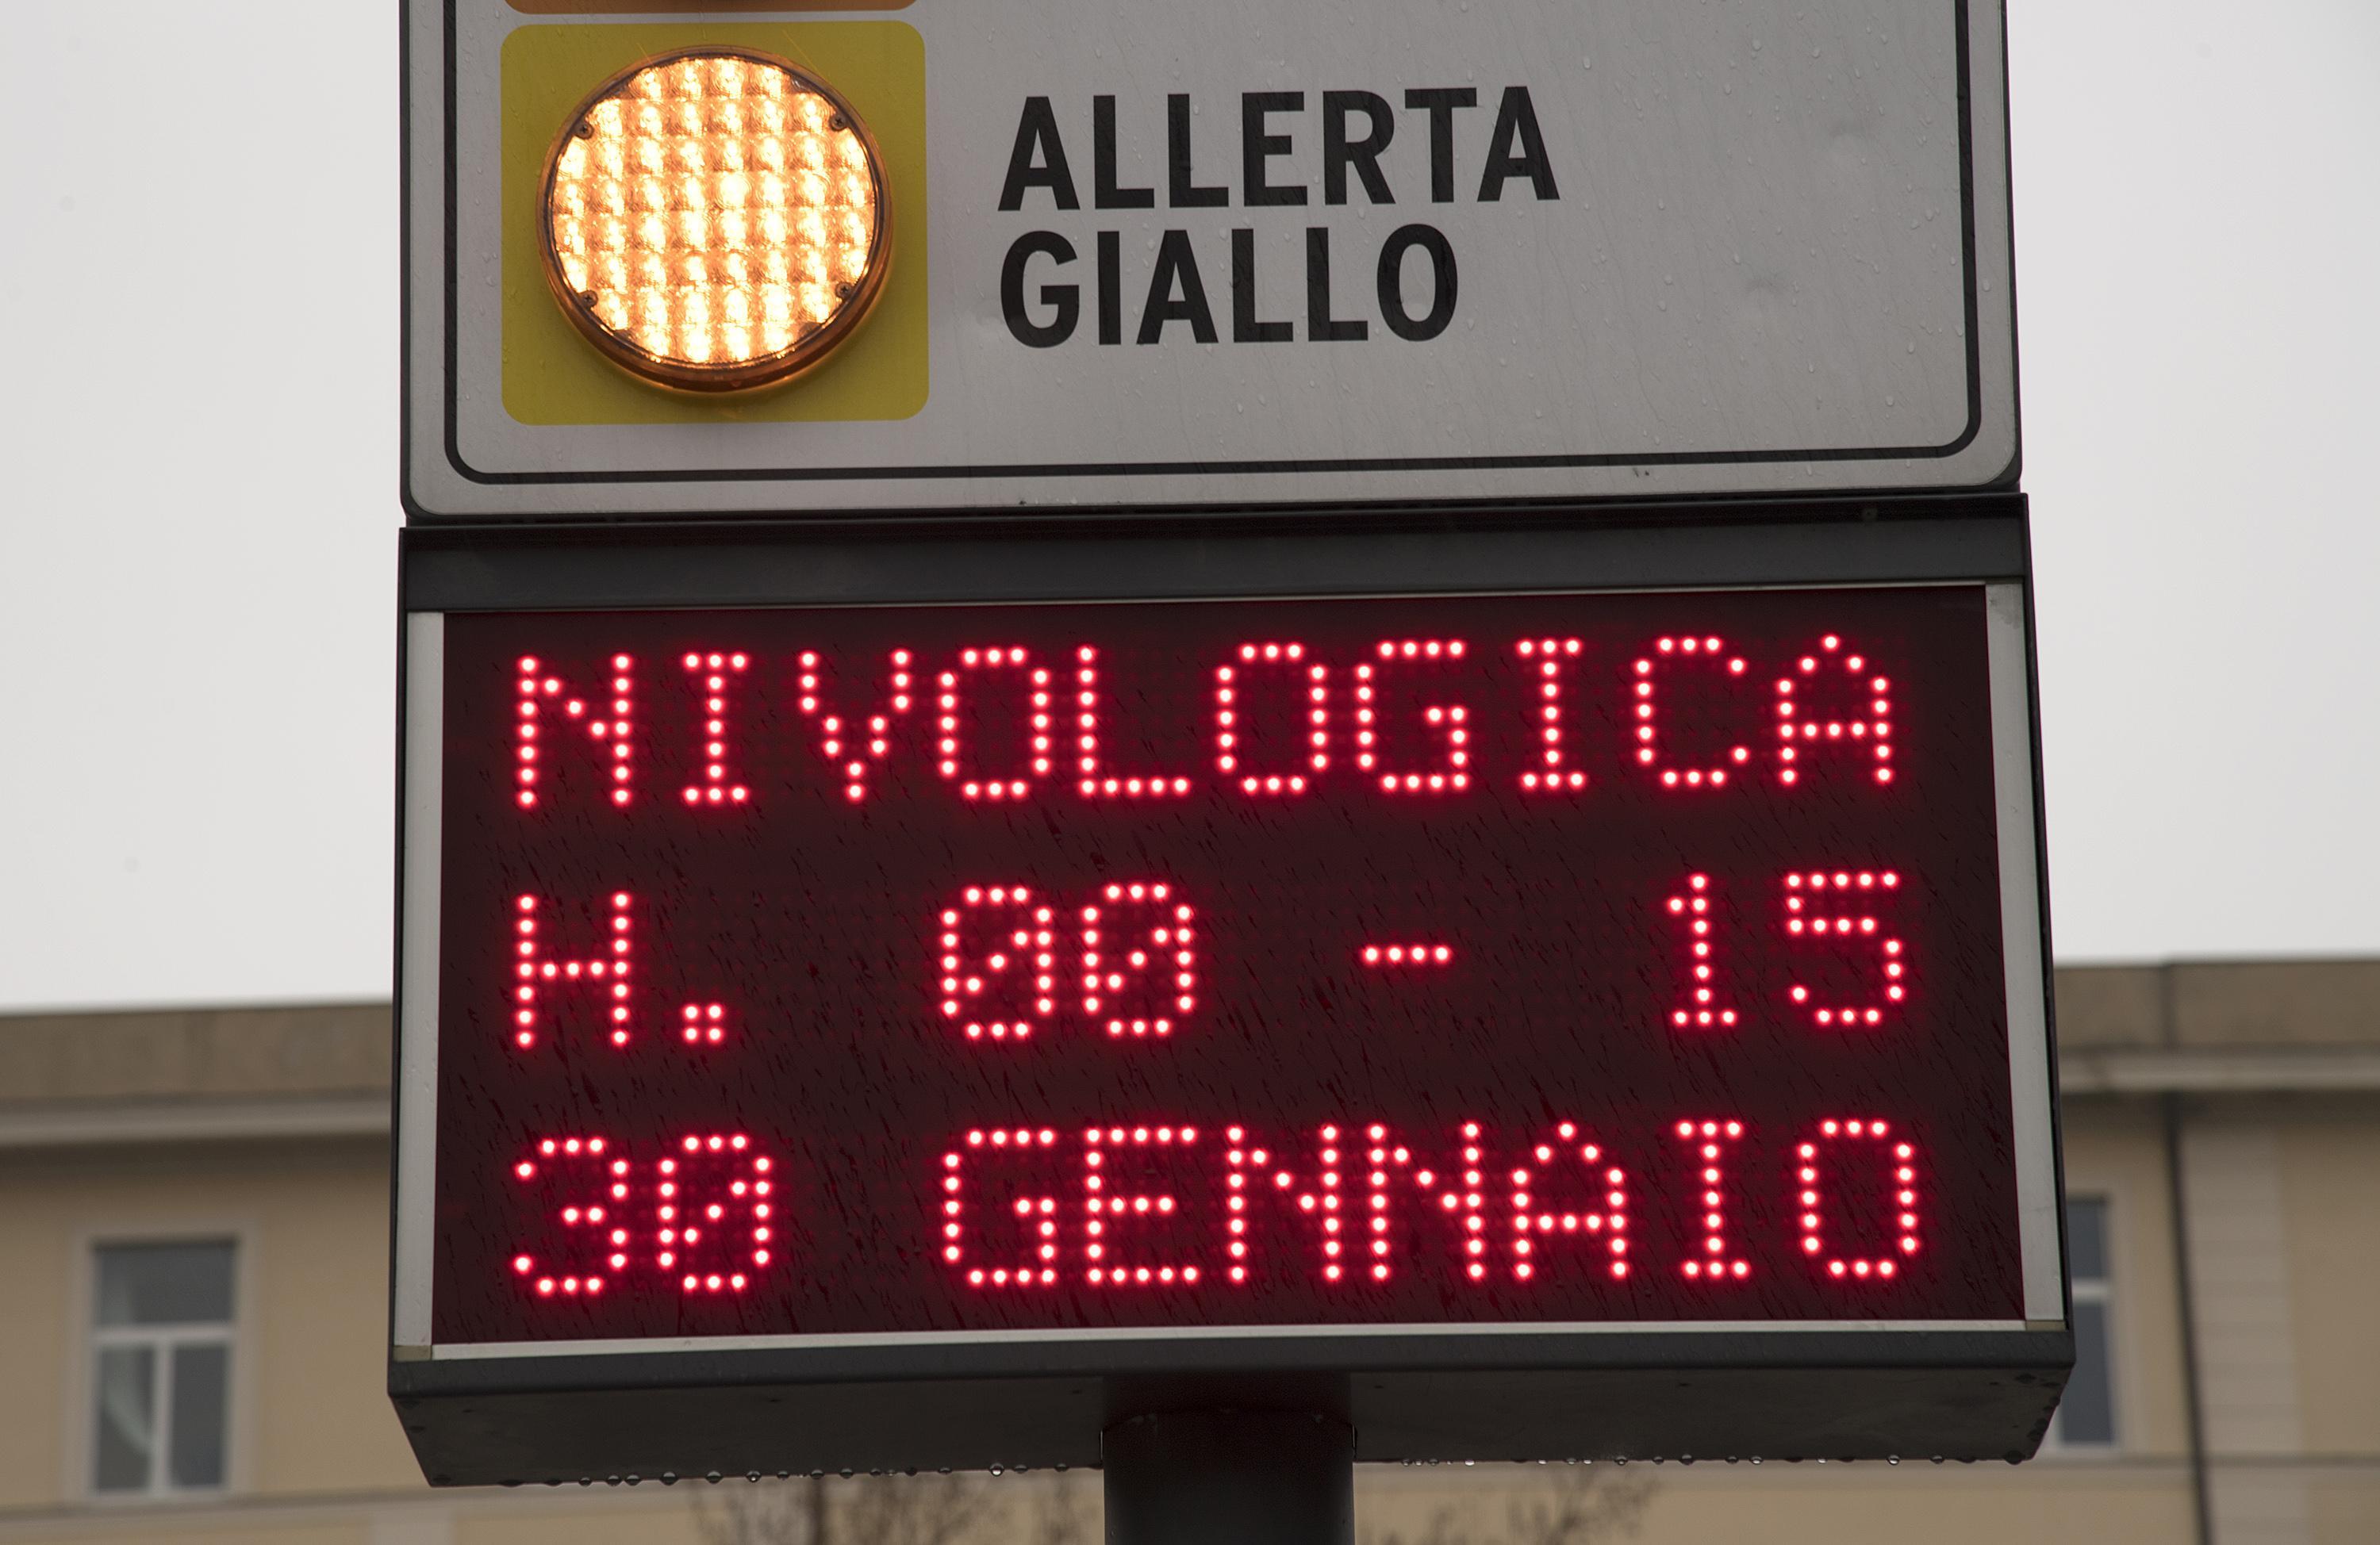 ALLERTA
GIALLO
NIVOLOGICA
H. 00 - 15
30 GENNAIO